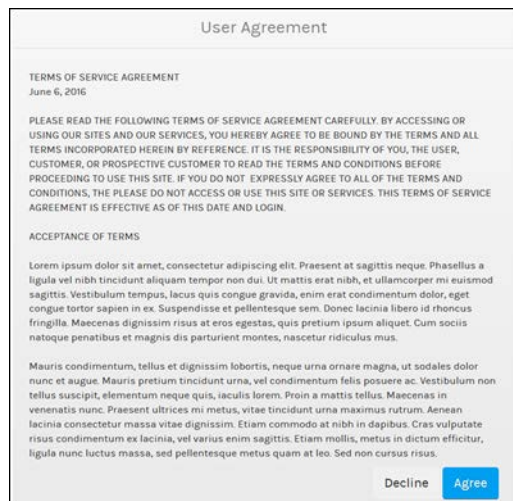 User Agreement
TERMS OF SERVICE AGREEMENT
June 6, 2016
PLEASE READ THE FOLLOWING TERMS OF SERVICE AGREEMENT CAREFULLY. BY ACCESSING OR
USING OUR SITES AND OUR SERVICES, YOU HEREBY AGREE TO BE BOUND BY THE TERMS AND ALL
TERMS INCORPORATED HEREIN BY REFERENCE. IT IS THE RESPONSIBILITY OF YOU, THE USER,
CUSTOMER, OR PROSPECTIVE CUSTOMER TO READ THE TERMS AND CONDITIONS BEFORE
PROCEEDING TO USE THIS SITE. IF YOU DO NOT EXPRESSLY AGREE TO ALL OF THE TERMS AND
CONDITIONS, THE PLEASE DO NOT ACCESS OR USE THIS SITE OR SERVICES. THIS TERMS OF SERVICE
AGREEMENT IS EFFECTIVE AS OF THIS DATE AND LOGIN.
ACCEPTANCE OF TERMS
Lorem ipsum dolor sit amet, consectetur adipiscing elit. Praesent at sagittis neque. Phasellus a
ligula vel nibh tincidunt aliquam tempor non dui. Ut mattis erat nibh, et ullamcorper mi euismod
sagittis. Vestibulum tempus, lacus quis congue gravida, enim erat condimentum dolor, eget
congue tortor sapien in ex. Suspendisse et pellentesque sem. Donec lacinia libero id rhoncus
fringilla. Maecenas dignissim risus at eros egestas, quis pretium ipsum aliquet. Cum sociis
natoque penatibus et magnis dis parturient montes, nascetur ridiculus mus.
Mauris condimentum, tellus et dignissim lobortis, neque urna ornare magna, ut sodales dolor
nunc et augue. Mauris pretium tincidunt urna, vel condimentum felis posuere ac. Vestibulum non
tellus suscipit, elementum neque quis, iaculis lorem. Proin a mattis tellus. Maecenas in
venenatis nunc. Praesent ultrices mi metus, vitae tincidunt urna maximus rutrum. Aenean
lacinia consectetur massa vitae dignissim. Etiam commodo at nibh in dapibus. Cras vulputate
risus condimentum ex lacinia, vel varius enim sagittis. Etiam mollis, metus in dictum efficitur,
ligula nunc luctus massa, sed pellentesque metus quam at leo. Sed non cursus risus.
Decline Agree